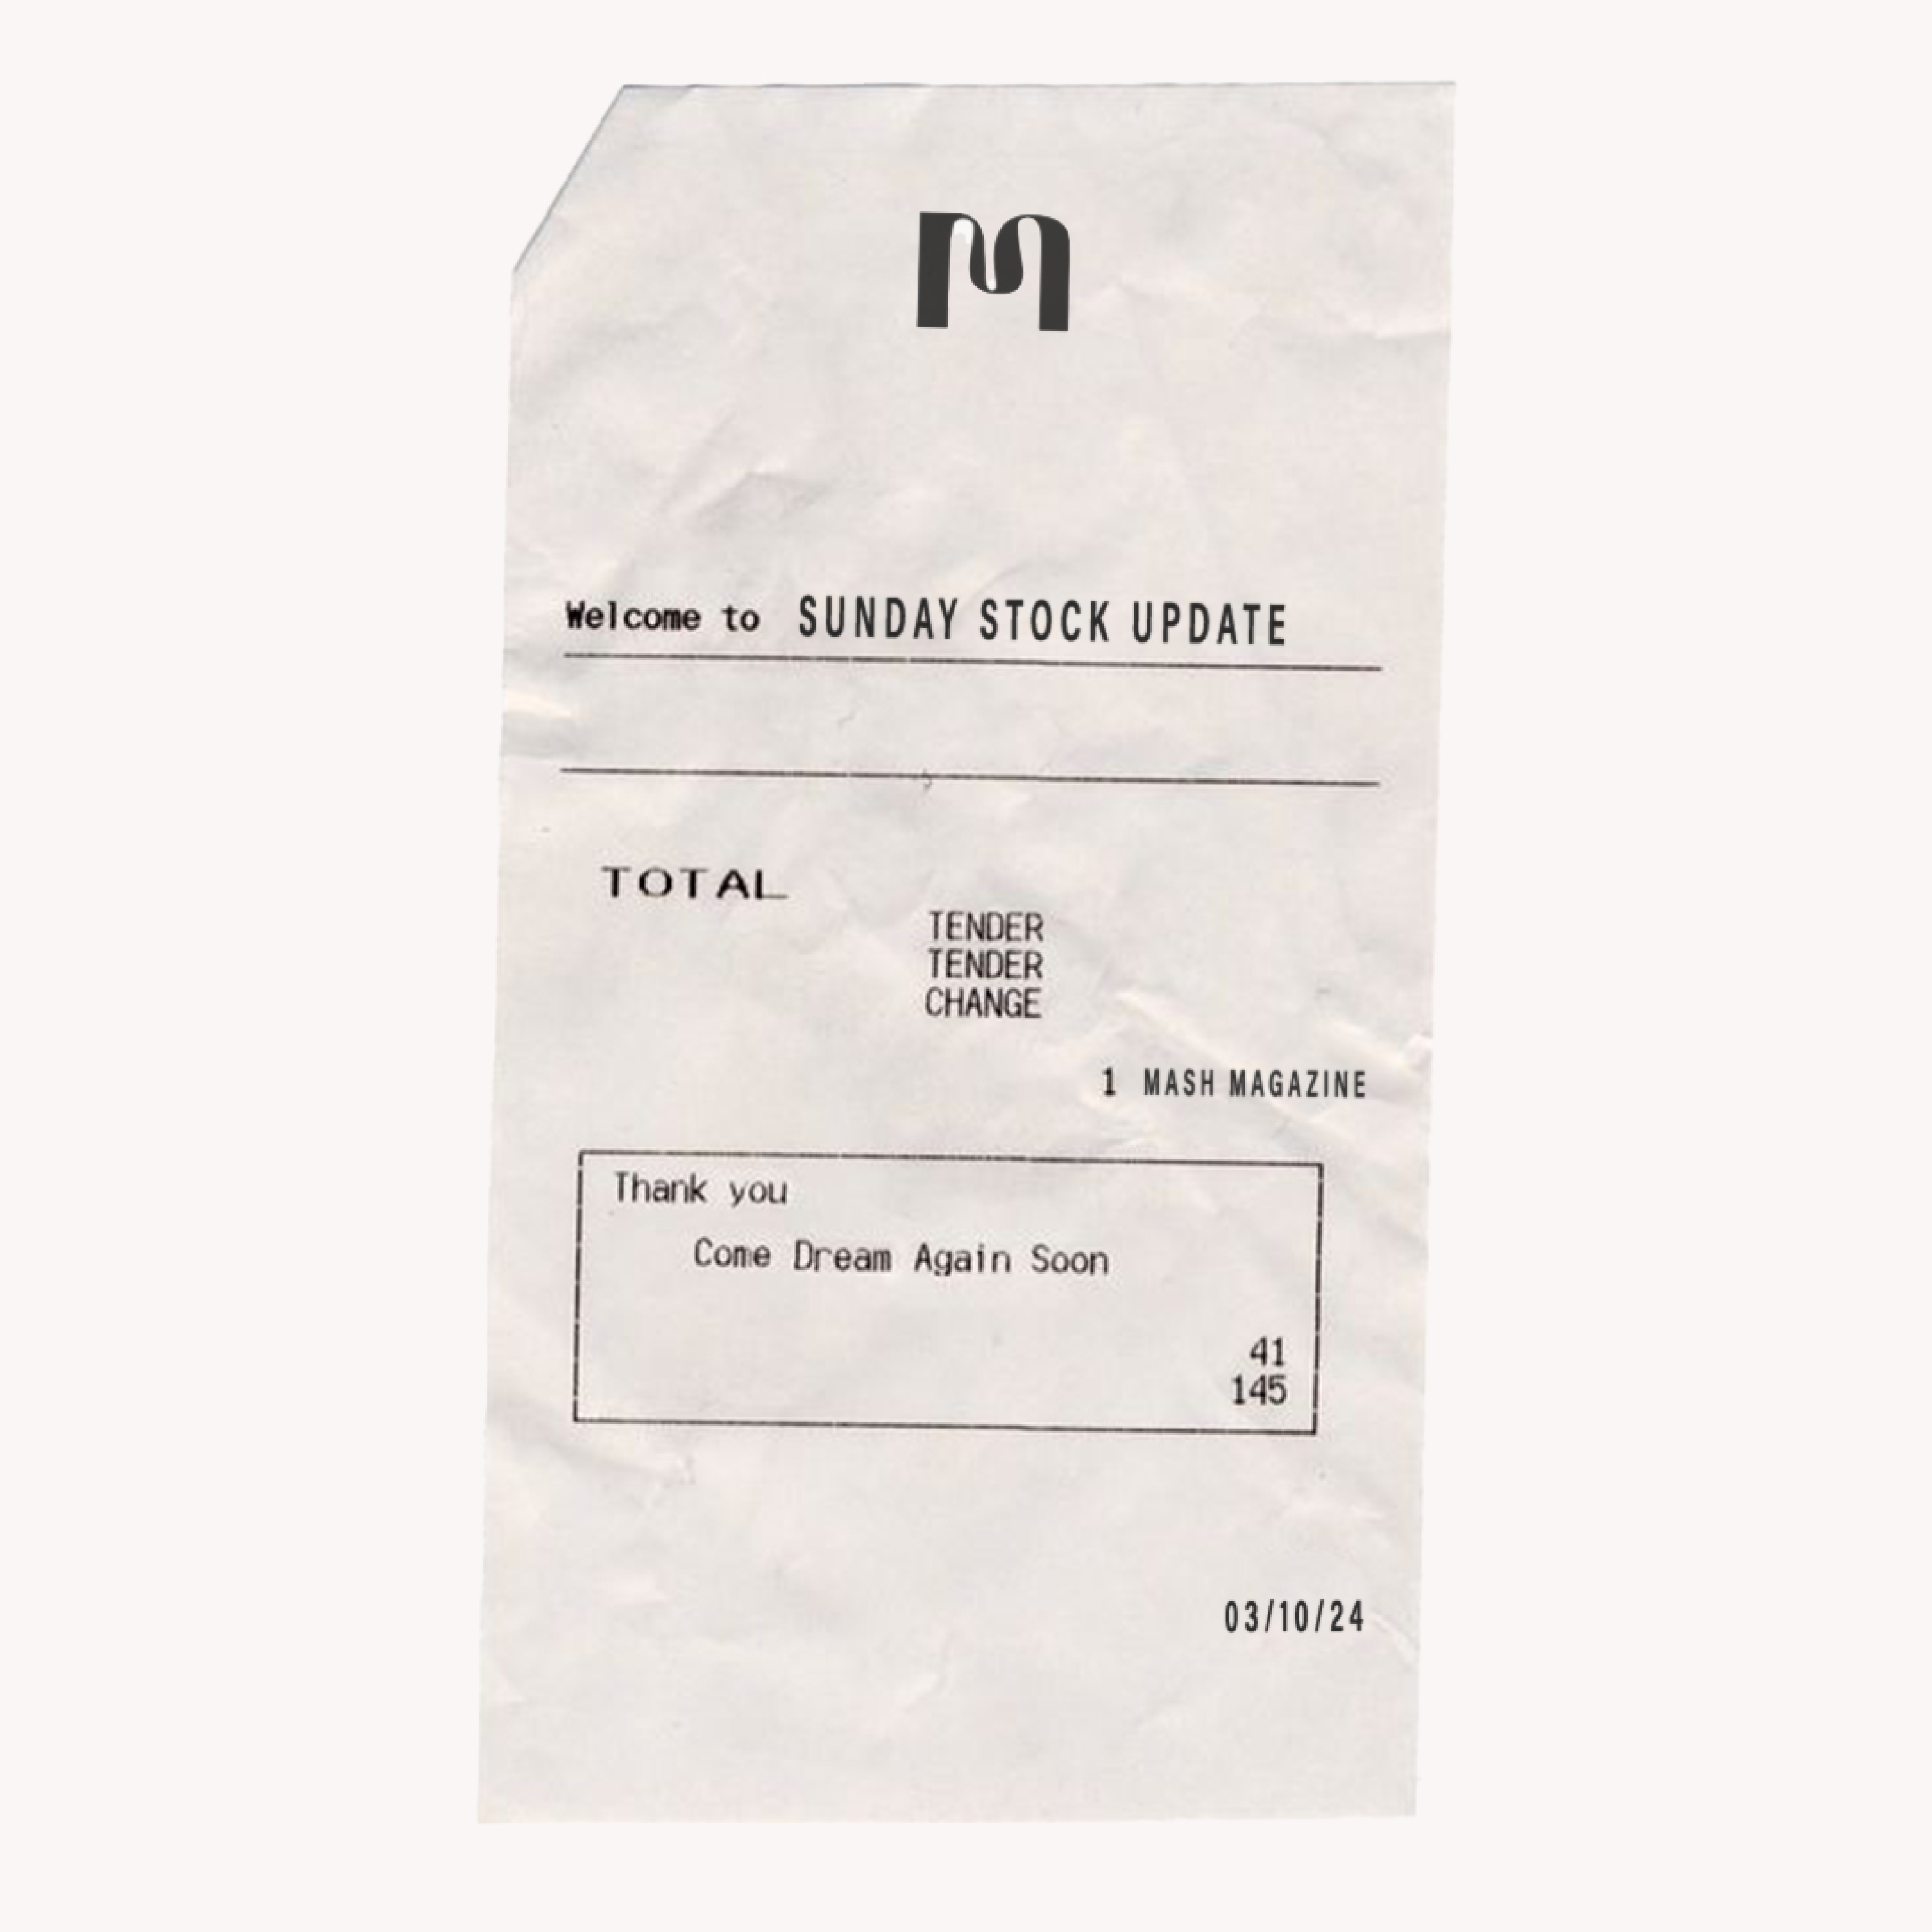 M
Welcome to SUNDAY STOCK UPDATE
TOTAL
TENDER
TENDER
CHANGE
1 MASH MAGAZINE
Thank you
Come Dream Again Soon
41
145
03/10/24